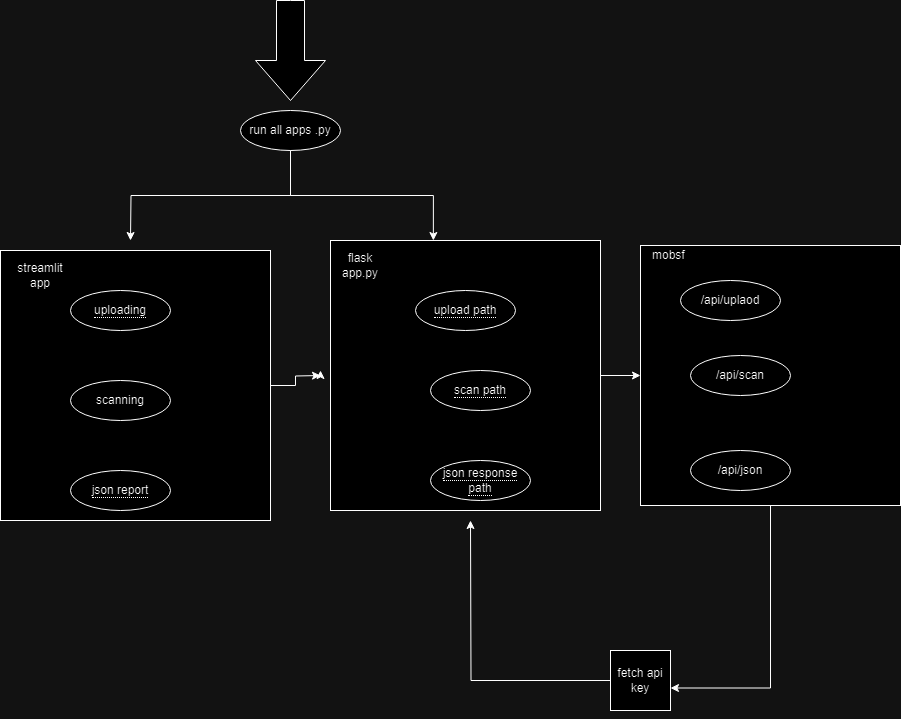 run all apps .py
streamlit
app
uploading
scanning
json report
flask
app.py
upload path
scan path
json response
path
mobsf
/api/uplaod
/api/scan
/api/json
fetch api
key